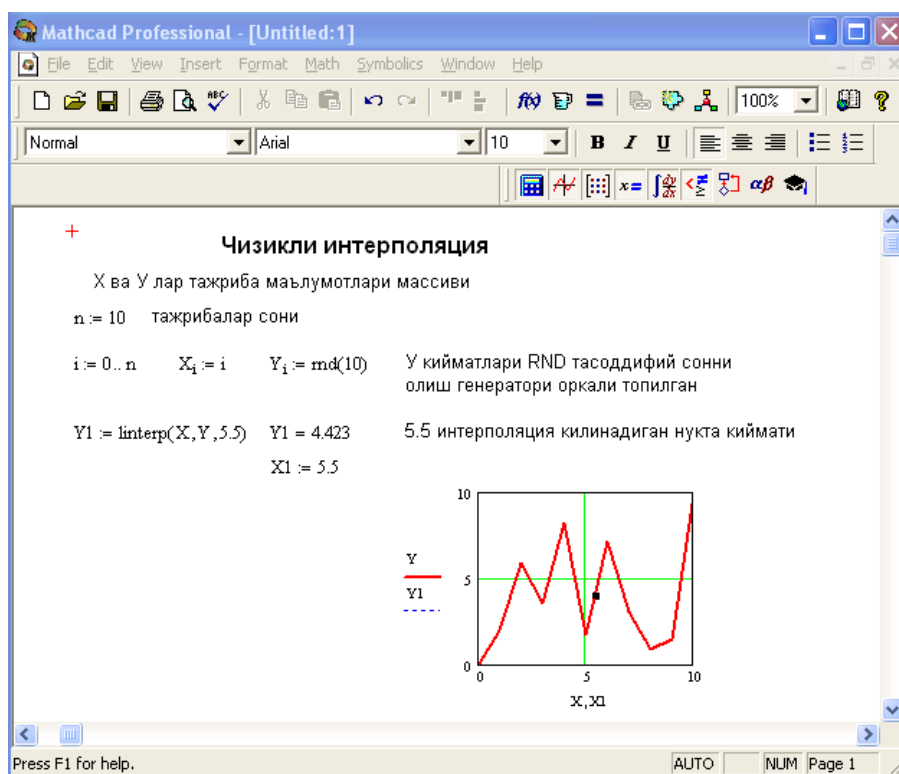 Mathcad Professional - [Untitled:1]
File Edit View Insert Format Math Symbolics Window Help
100%
Normal Arial 10 B I U
x= αβ
Чизикли интерполяция
Х ва У лар тажриба маълумотлари массиви
n := 10 тажрибалар сони
i := 0.. n Xi := i Yi := rnd(10) У кийматлари RND тасоддифий сонни
олиш генератори оркали топилган
Y1 := linterp(X,Y,5.5) Y1 = 4.423 5.5 интерполяция килинадиган нукта киймати
X1 := 5.5
10
Y
5
Y1
0
0 5 10
X,X1
Press F1 for help. AUTO NUM Page 1